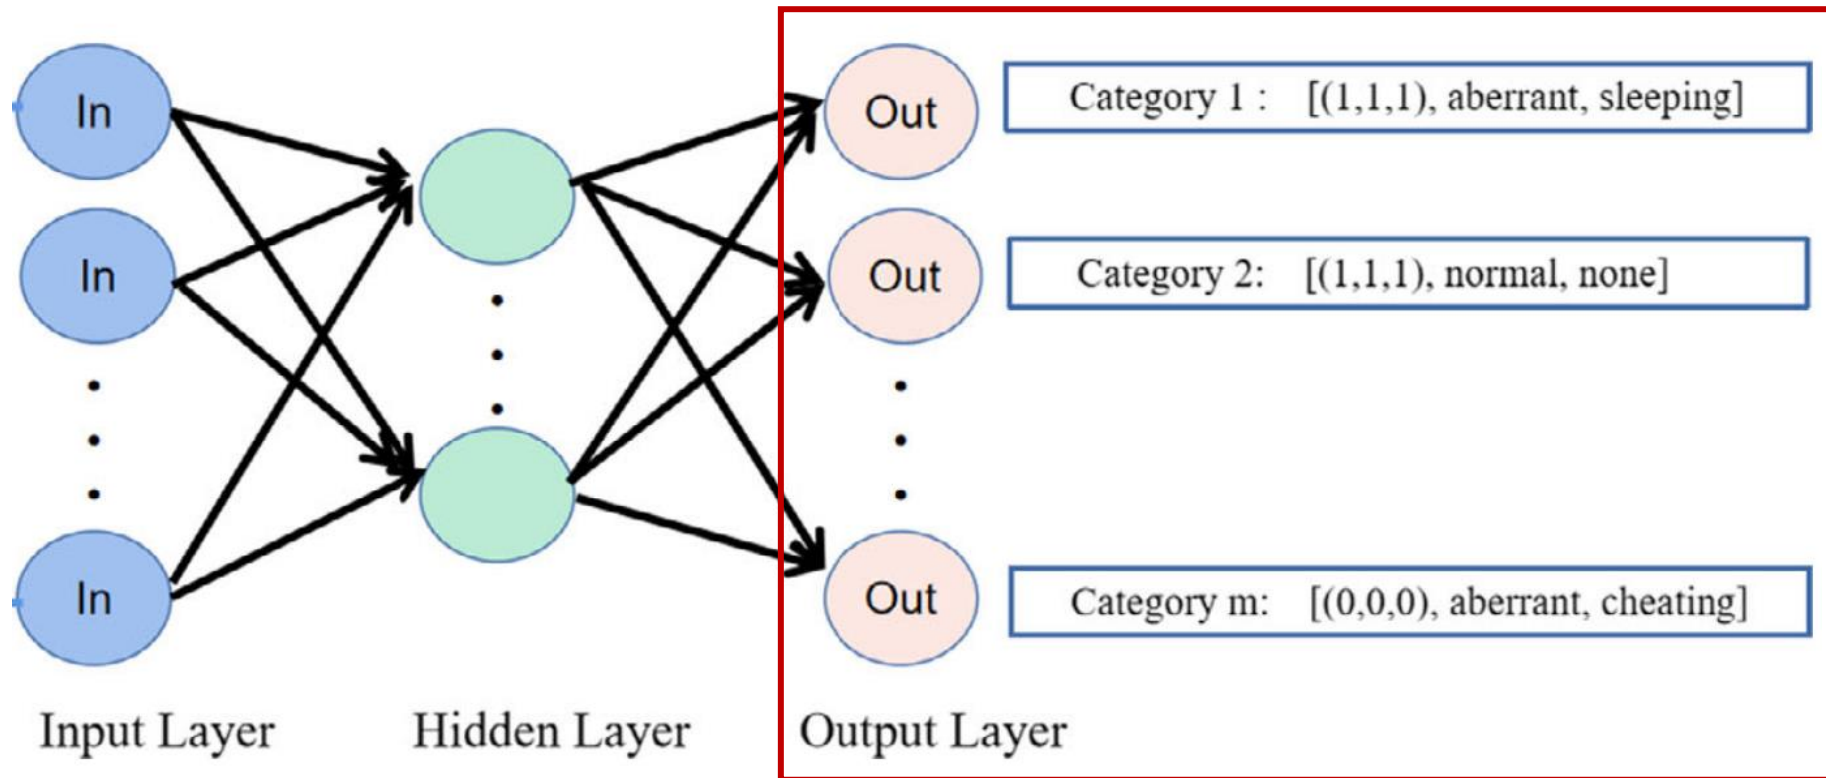 In
Out
Category 1 : [(1,1,1), aberrant, sleeping]
In
Out
Category 2: [(1,1,1), normal, none]
In
Out
Category m: [(0,0,0), aberrant, cheating]
Input Layer
Hidden Layer
Output Layer